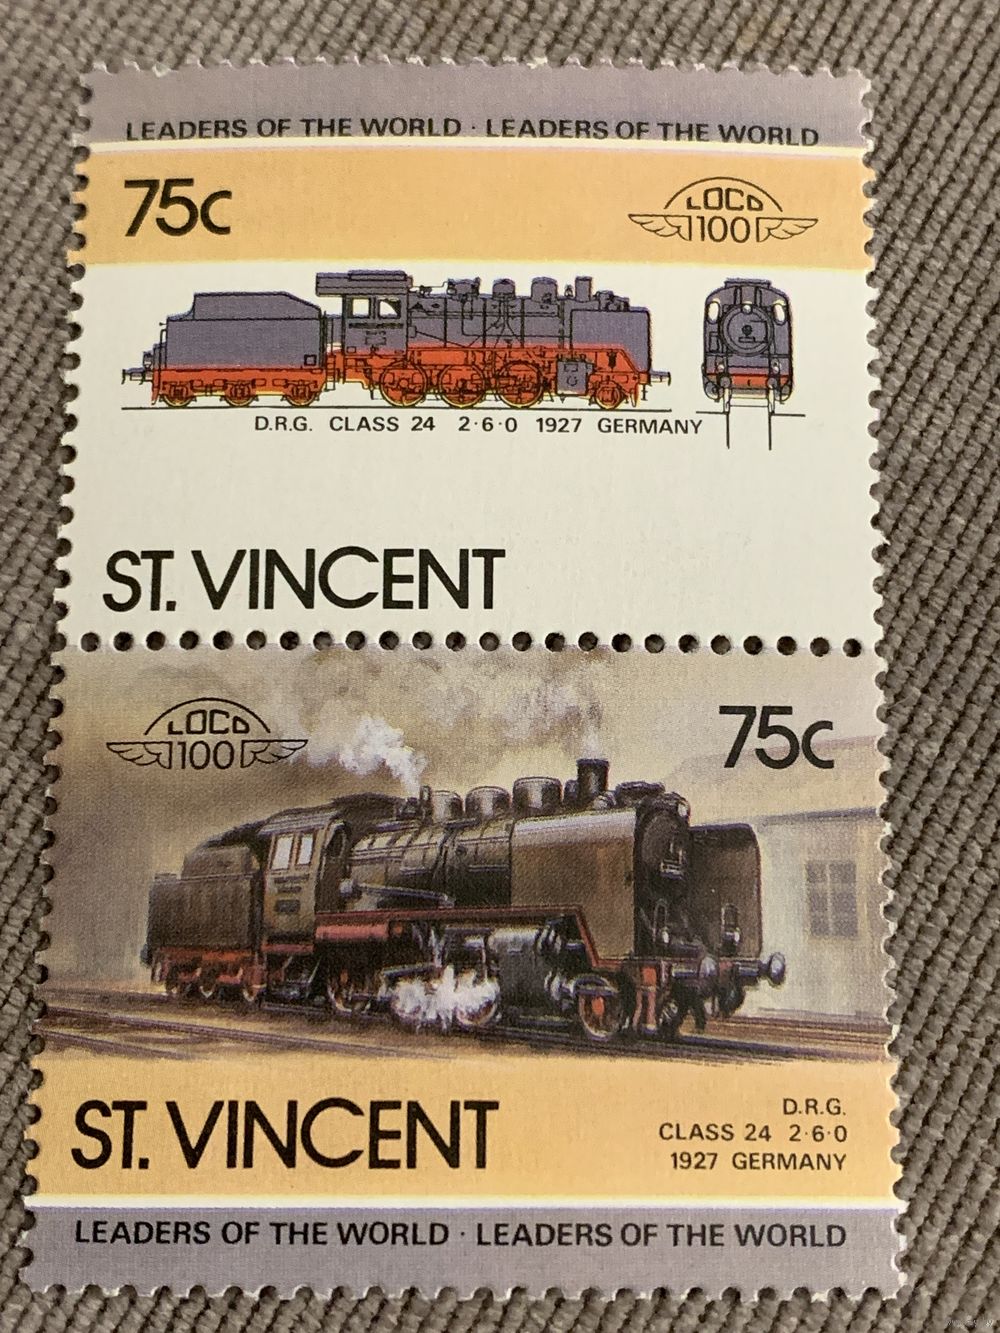 LEADERS OF THE WORLD · LEADERS OF THE WORLD
75c
LOCO
100
D.R.G. CLASS 24 2·6·0 1927 GERMANY
ST. VINCENT
LOCO
100
75c
ST. VINCENT
D.R.G.
CLASS 24 2·6·0
1927 GERMANY
LEADERS OF THE WORLD · LEADERS OF THE WORLD